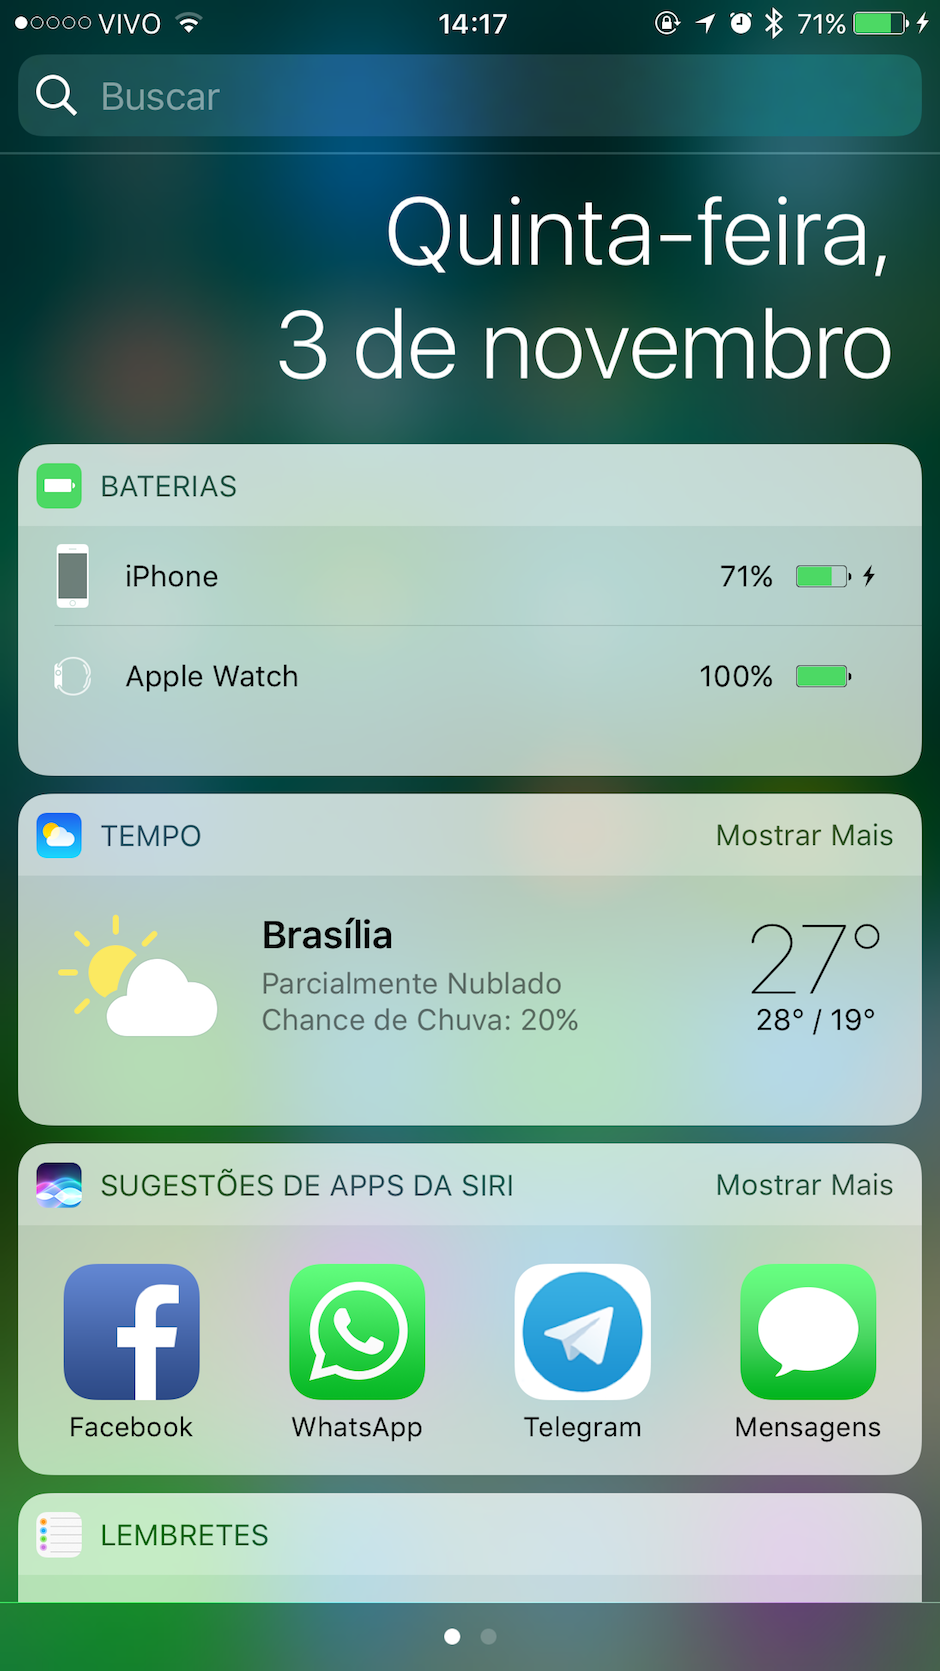 VIVO 14:17 71%
Buscar
Quinta-feira,
3 de novembro
BATERIAS
iPhone 71%
Apple Watch 100%
TEMPO Mostrar Mais
Brasília 27°
Parcialmente Nublado
Chance de Chuva: 20% 28° / 19°
SUGESTÕES DE APPS DA SIRI Mostrar Mais
Facebook WhatsApp Telegram Mensagens
LEMBRETES